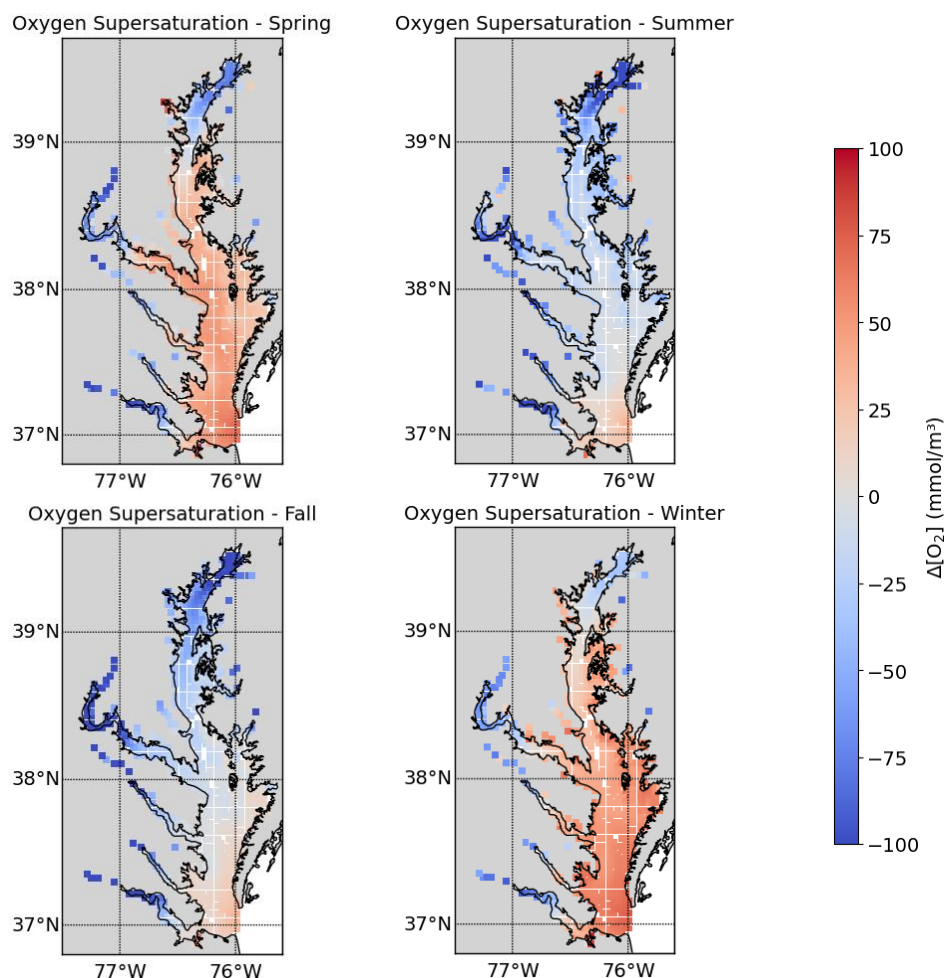 Oxygen Supersaturation - Spring
Oxygen Supersaturation - Summer
39°N
38°N
37°N
77°W
76°W
39°N
38°N
37°N
77°W
76°W
Oxygen Supersaturation - Fall
Oxygen Supersaturation - Winter
39°N
38°N
37°N
77°W
76°W
39°N
38°N
37°N
77°W
76°W
100
75
50
25
0
−25
−50
−75
−100
Δ[O₂] (mmol/m³)